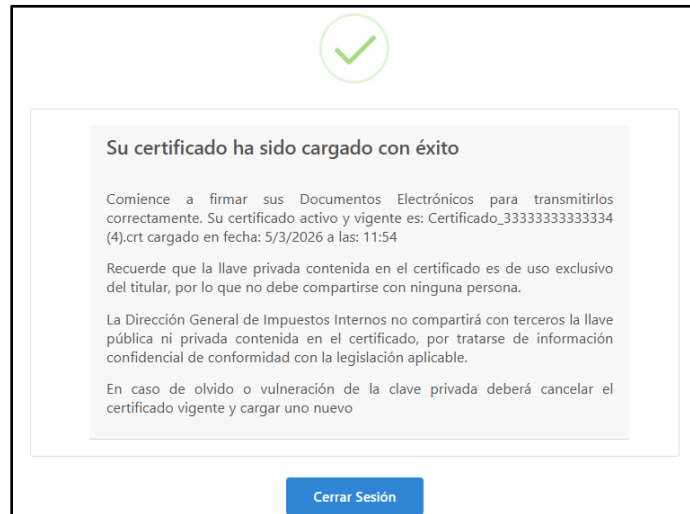 Su certificado ha sido cargado con éxito
Comience a firmar sus Documentos Electrónicos para transmitirlos
correctamente. Su certificado activo y vigente es: Certificado_33333333333334
(4).crt cargado en fecha: 5/3/2026 a las: 11:54
Recuerde que la llave privada contenida en el certificado es de uso exclusivo
del titular, por lo que no debe compartirse con ninguna persona.
La Dirección General de Impuestos Internos no compartirá con terceros la llave
pública ni privada contenida en el certificado, por tratarse de información
confidencial de conformidad con la legislación aplicable.
En caso de olvido o vulneración de la clave privada deberá cancelar el
certificado vigente y cargar uno nuevo
Cerrar Sesión